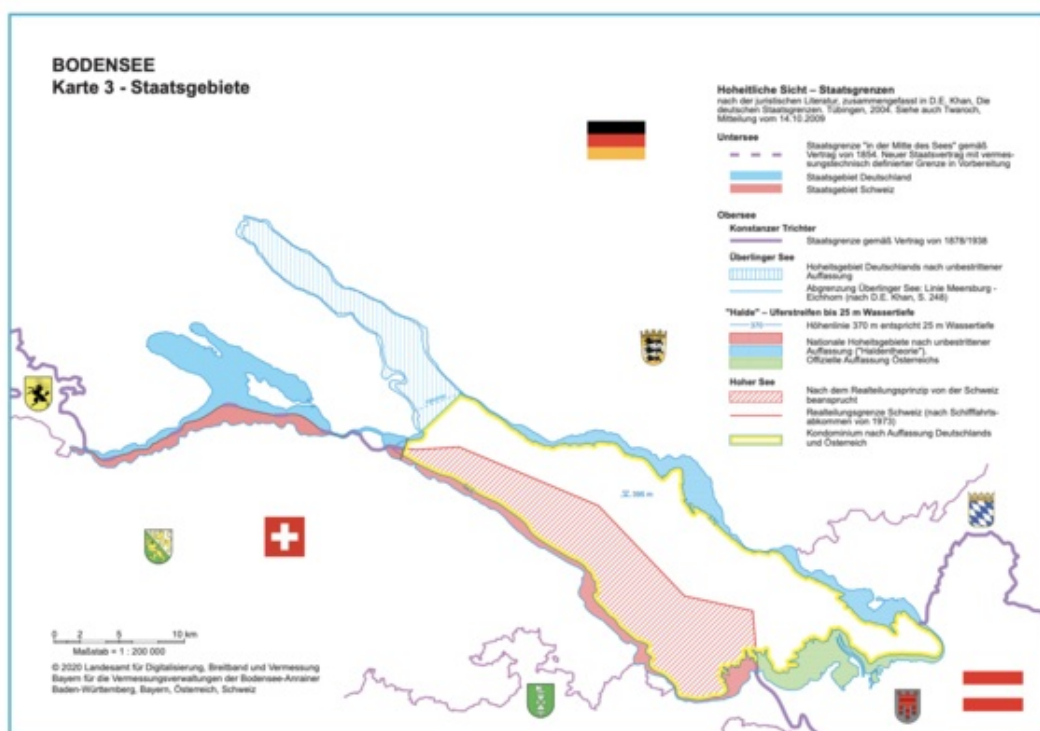 BODENSEE
Karte 3 - Staatsgebiete
Hoheitliche Sicht – Staatsgrenzen
nach der juristischen Literatur, zusammengefasst in D.E. Khan, Die
deutschen Staatsgrenzen. Tübingen, 2004. Siehe auch Twaroch,
Mitteilung vom 14.10.2009
Untersee
Staatsgrenze "in der Mitte des Sees" gemäß
Vertrag von 1854. Neuer Staatsvertrag mit vermes-
sungstechnisch definierter Grenze in Vorbereitung
Staatsgebiet Deutschland
Staatsgebiet Schweiz
Obersee
Konstanzer Trichter
Staatsgrenze gemäß Vertrag von 1878/1938
Überlinger See
Hoheitsgebiet Deutschlands nach unbestrittener
Auffassung
Abgrenzung Überlinger See: Linie Meersburg -
Eichhorn (nach D.E. Khan, S. 248)
"Halde" – Uferstreifen bis 25 m Wassertiefe
370
Höhenlinie 370 m entspricht 25 m Wassertiefe
Nationale Hoheitsgebiete nach unbestrittener
Auffassung ("Haldentheorie").
Offizielle Auffassung Österreichs
Hoher See
Nach dem Realteilungsprinzip von der Schweiz
beansprucht
Realteilungsgrenze Schweiz (nach Schifffahrts-
abkommen von 1973)
Kondominium nach Auffassung Deutschlands
und Österreich
395 m
0 2 5 10 km
Maßstab = 1 : 200 000
© 2020 Landesamt für Digitalisierung, Breitband und Vermessung
Bayern für die Vermessungsverwaltungen der Bodensee-Anrainer
Baden-Württemberg, Bayern, Österreich, Schweiz